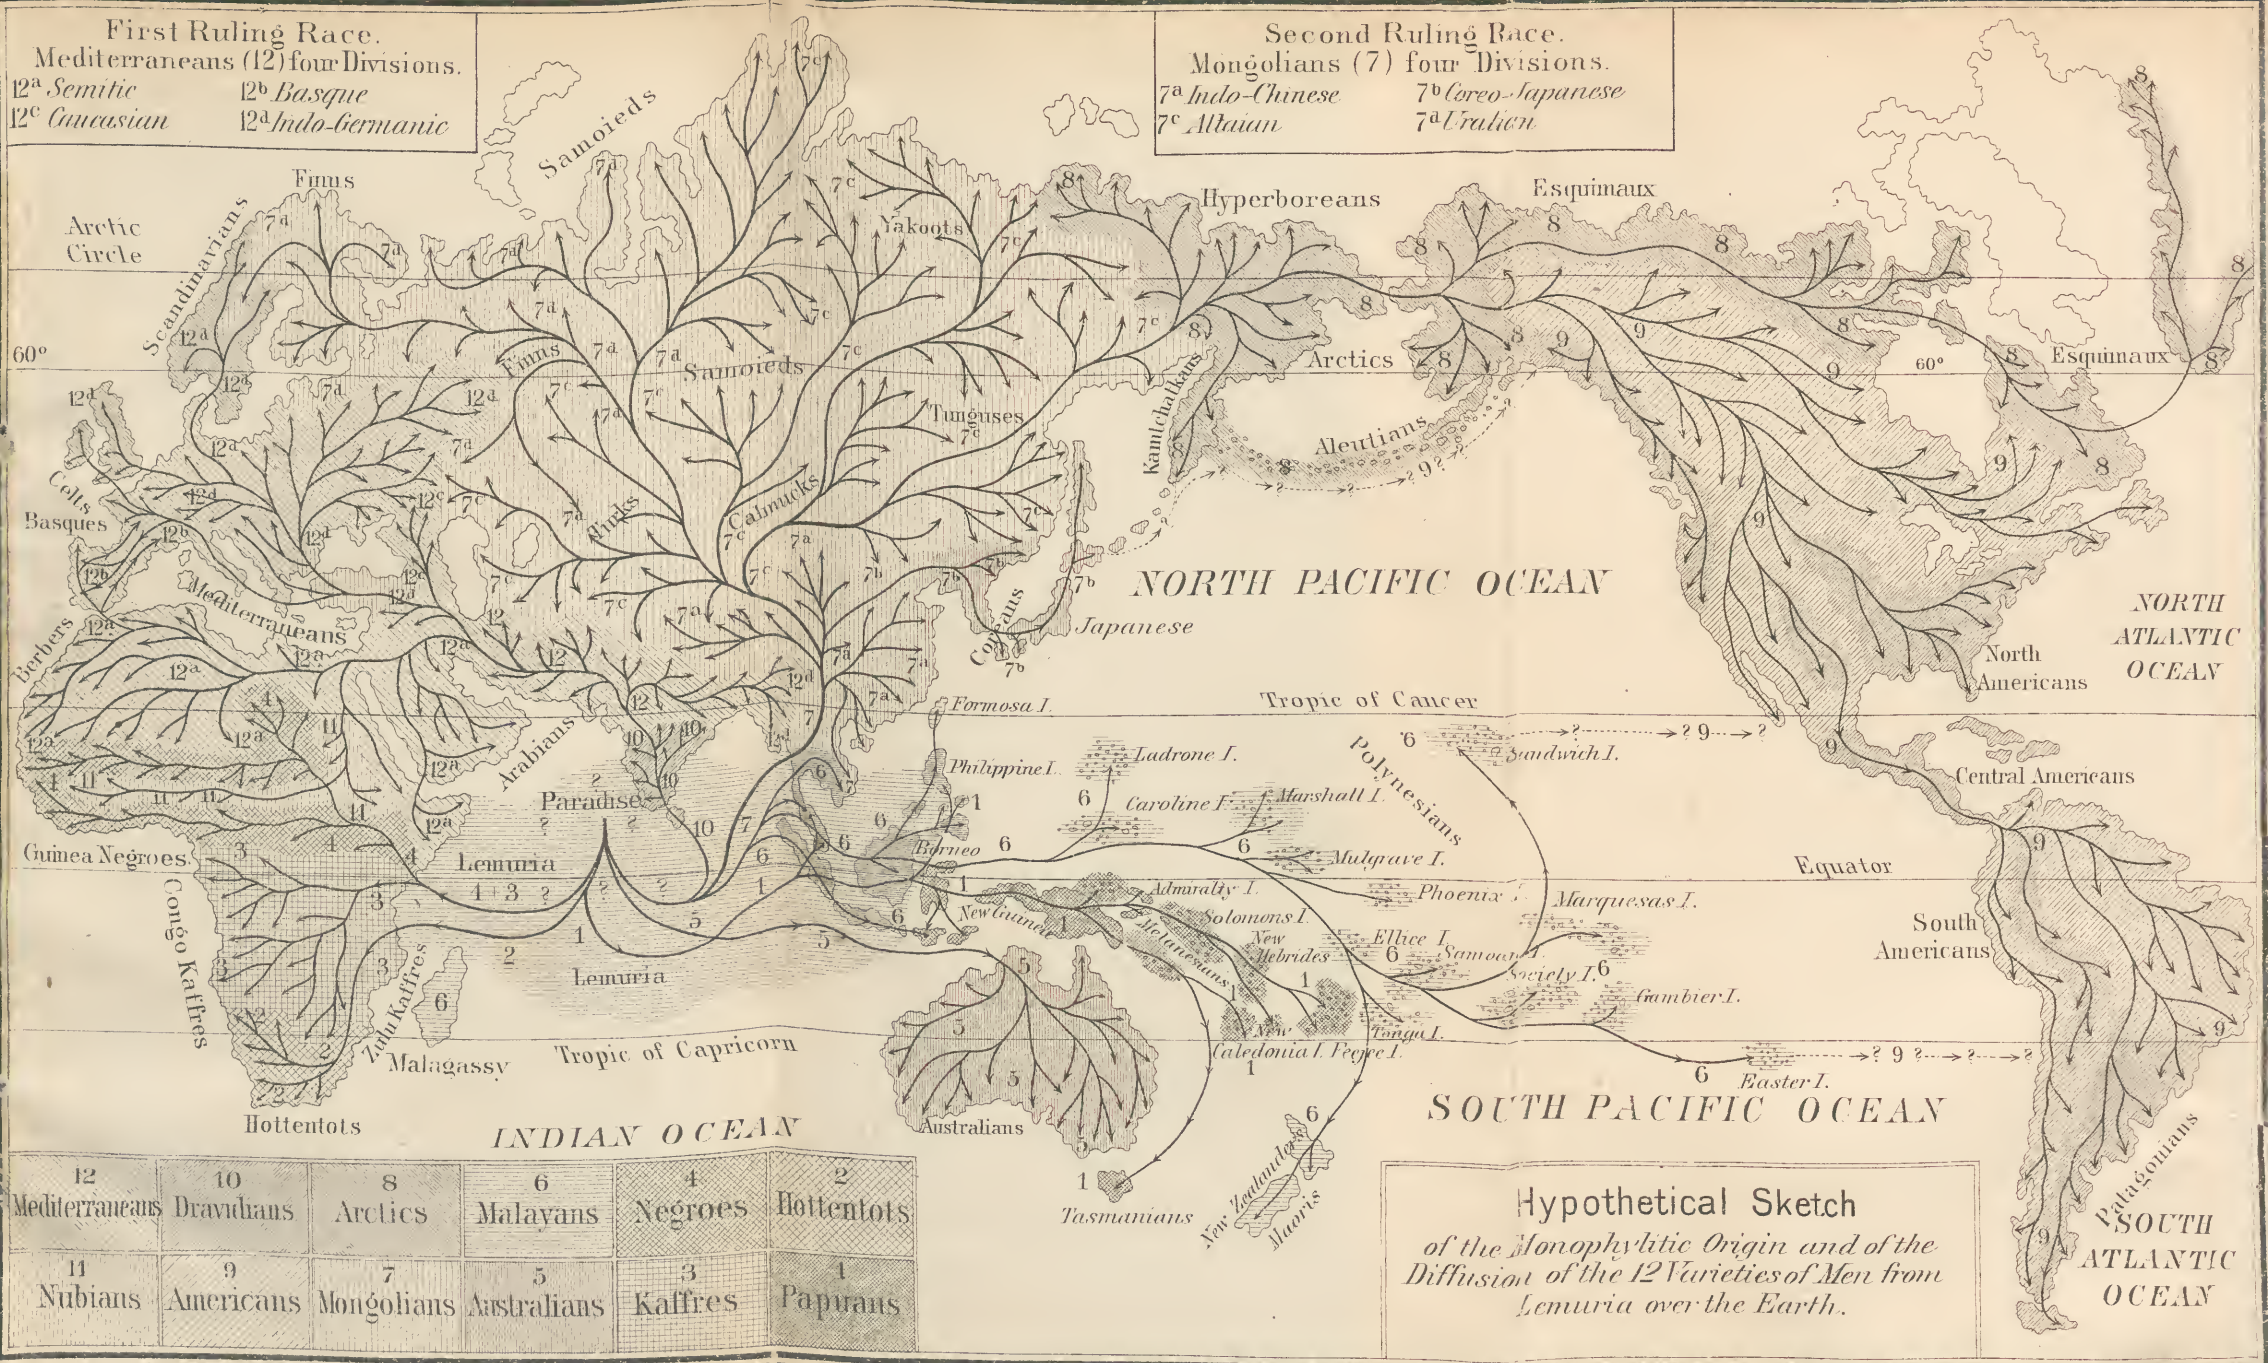 First Ruling Race.
Mediterraneans (12) four Divisions.
12a Semitic 12b Basque
12c Caucasian 12d Indo-Germanic
Second Ruling Race.
Mongolians (7) four Divisions.
7a Indo-Chinese 7b Coreo-Japanese
7c Altaian 7d Uralien
Samoieds
Finns
Scandinavians
Arctic
Circle
Yakoots
Hyperboreans
Esquimaux
60°
Finns
Samoieds
Tunguses
Kamtchatkans
Arctics
Aleutians
60°
Esquimaux
Celts
Basques
Turks
Calmucks
Mediterraneans
Berbers
Coreans
Japanese
NORTH PACIFIC OCEAN
NORTH
ATLANTIC
OCEAN
North
Americans
Tropic of Cancer
Formosa I.
Arabians
Philippine I.
Ladrone I.
Caroline I.
Marshall I.
Polynesians
Sandwich I.
Central Americans
Paradise
Guinea Negroes
Lemuria
4+3 ?
Borneo
Mulgrave I.
Equator
Congo Kaffres
Zulu Kaffres
New Guinea
Admiralty I.
Phoenix I.
Marquesas I.
Solomons I.
Melanesians
New
Hebrides
Ellice I.
Samoan I.
Society I.
Gambier I.
South
Americans
Lemuria
Malagassy
Tropic of Capricorn
New
Caledonia I.
Feejee I.
Tonga I.
Easter I.
Hottentots
INDIAN OCEAN
Australians
SOUTH PACIFIC OCEAN
Tasmanians
New Zealanders
Maoris
Patagonians
SOUTH
ATLANTIC
OCEAN
12 10 8 6 4 2
Mediterraneans Dravidians Arctics Malayans Negroes Hottentots
11 9 7 5 3 1
Nubians Americans Mongolians Australians Kaffres Papuans
Hypothetical Sketch
of the Monophylitic Origin and of the
Diffusion of the 12 Varieties of Men from
Lemuria over the Earth.